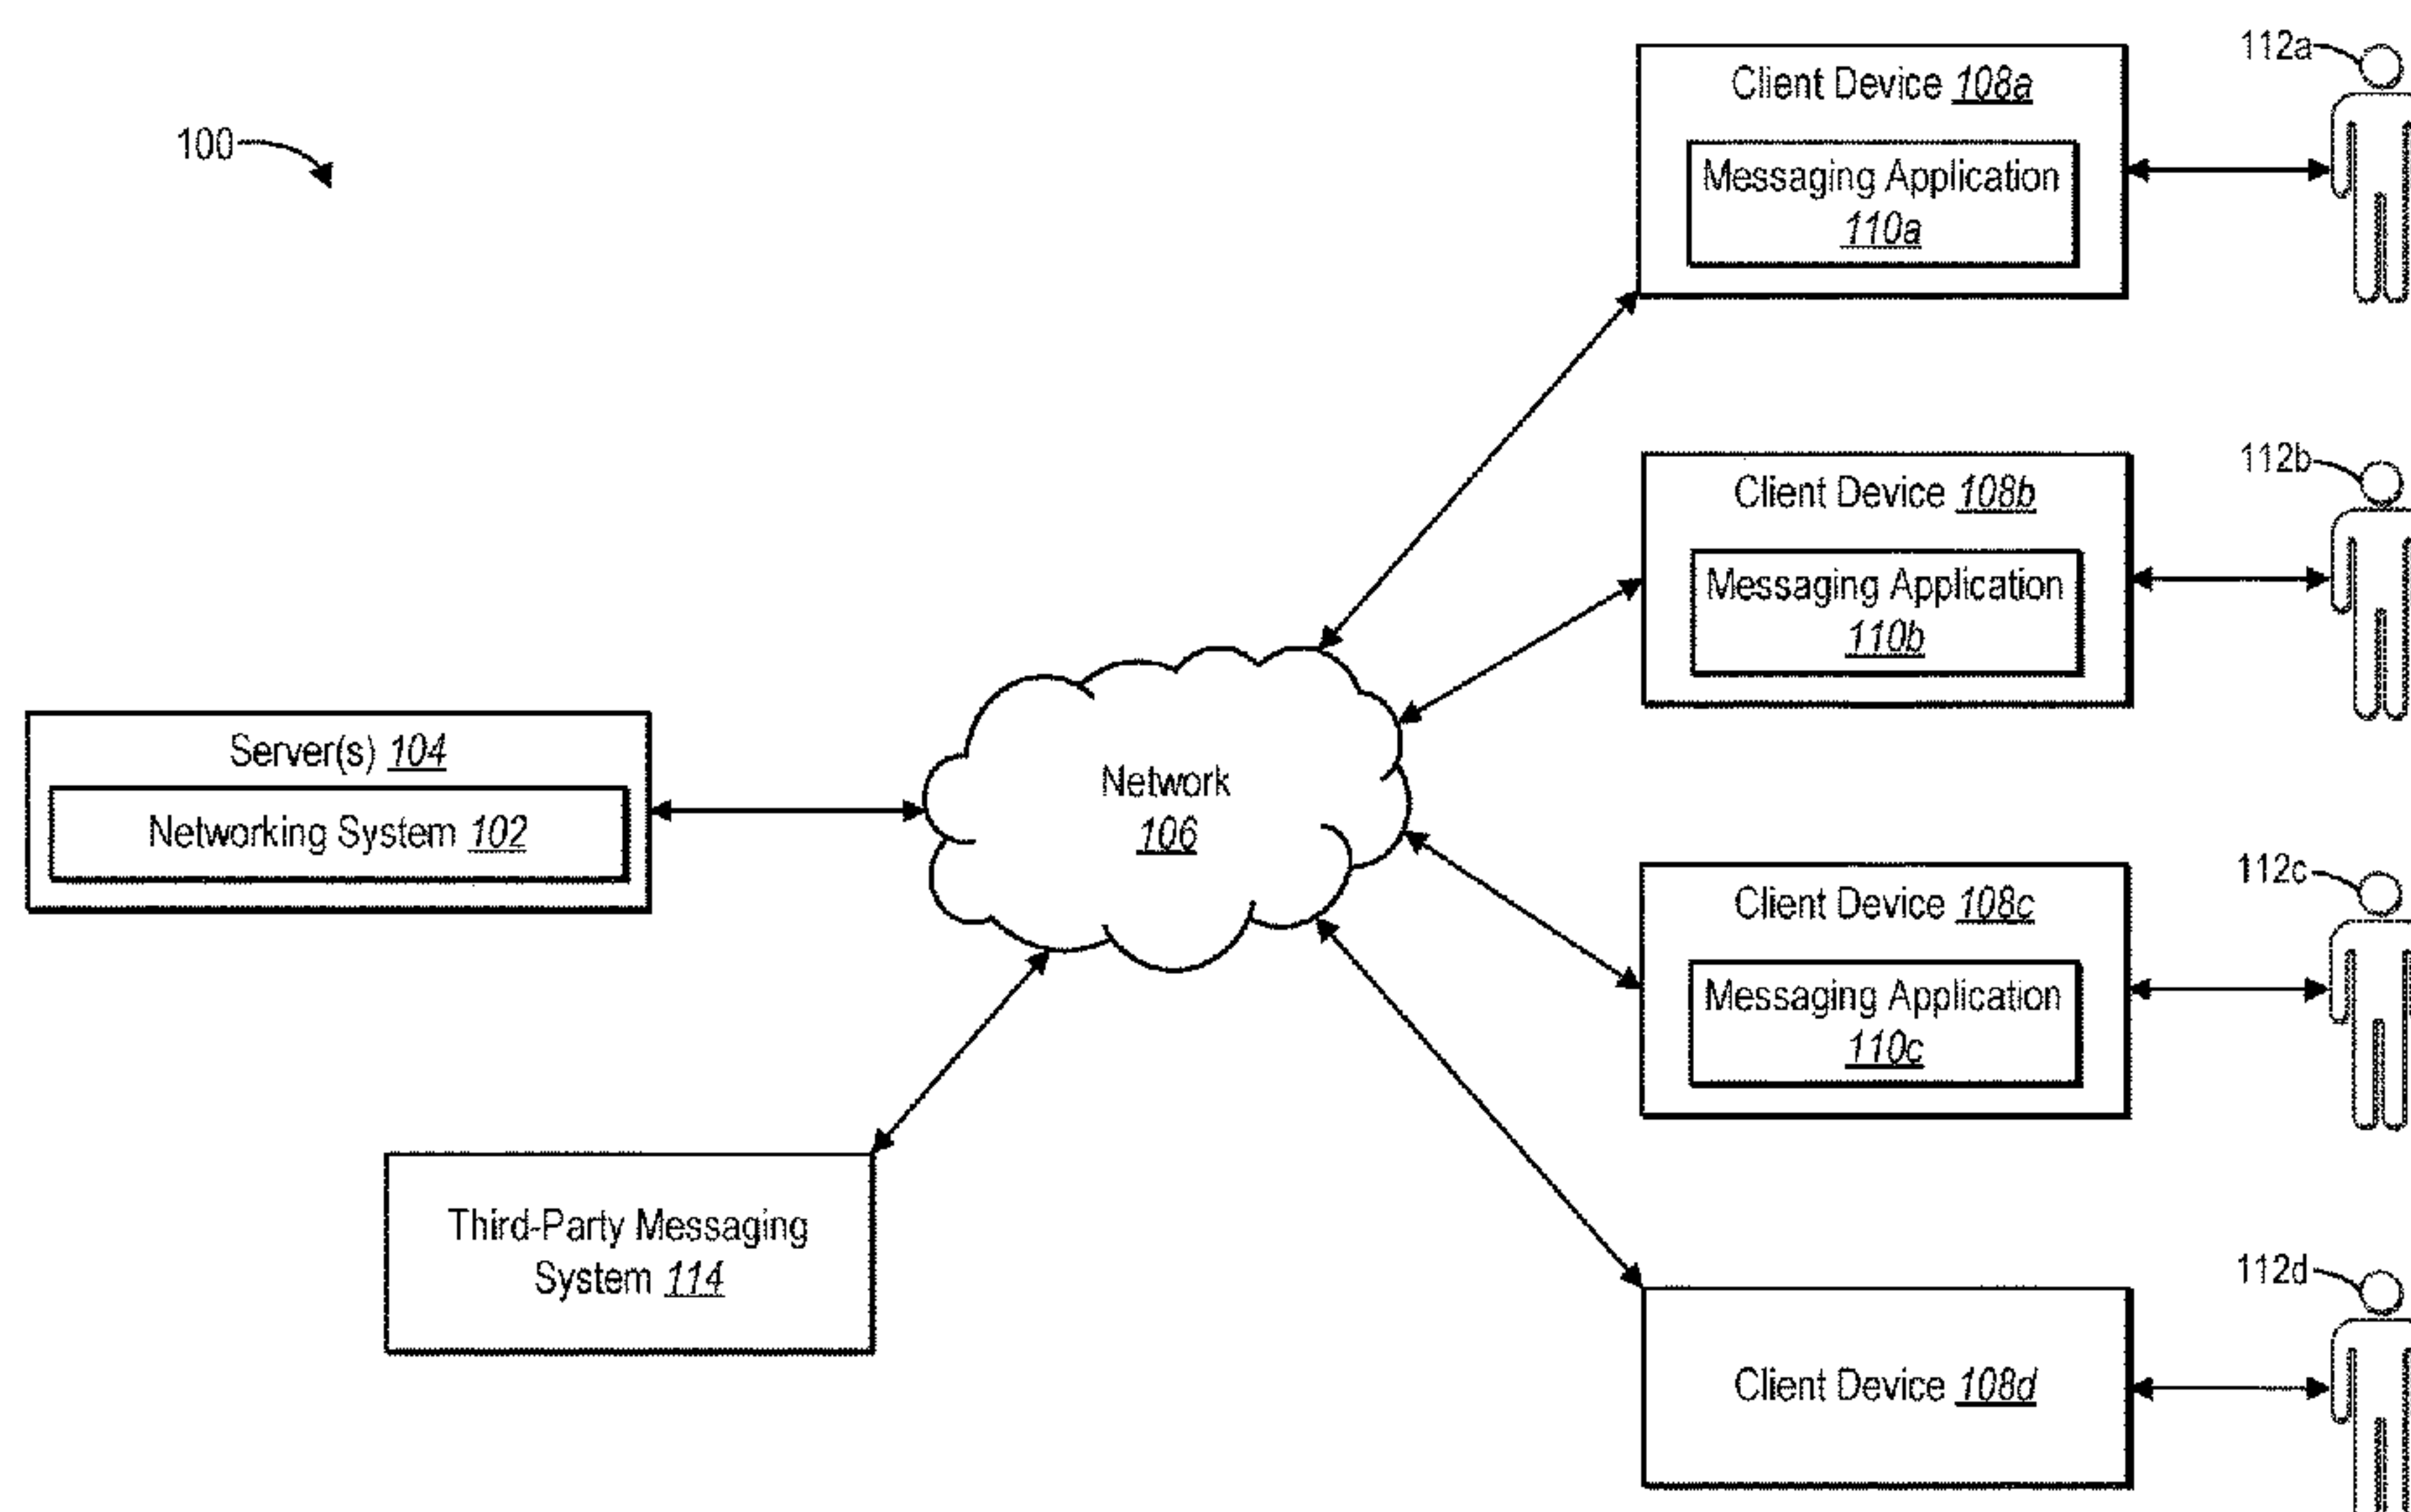 100
Client Device 108a
Messaging Application
110a
112a
Client Device 108b
Messaging Application
110b
112b
Server(s) 104
Networking System 102
Network
106
Client Device 108c
Messaging Application
110c
112c
Third-Party Messaging
System 114
Client Device 108d
112d